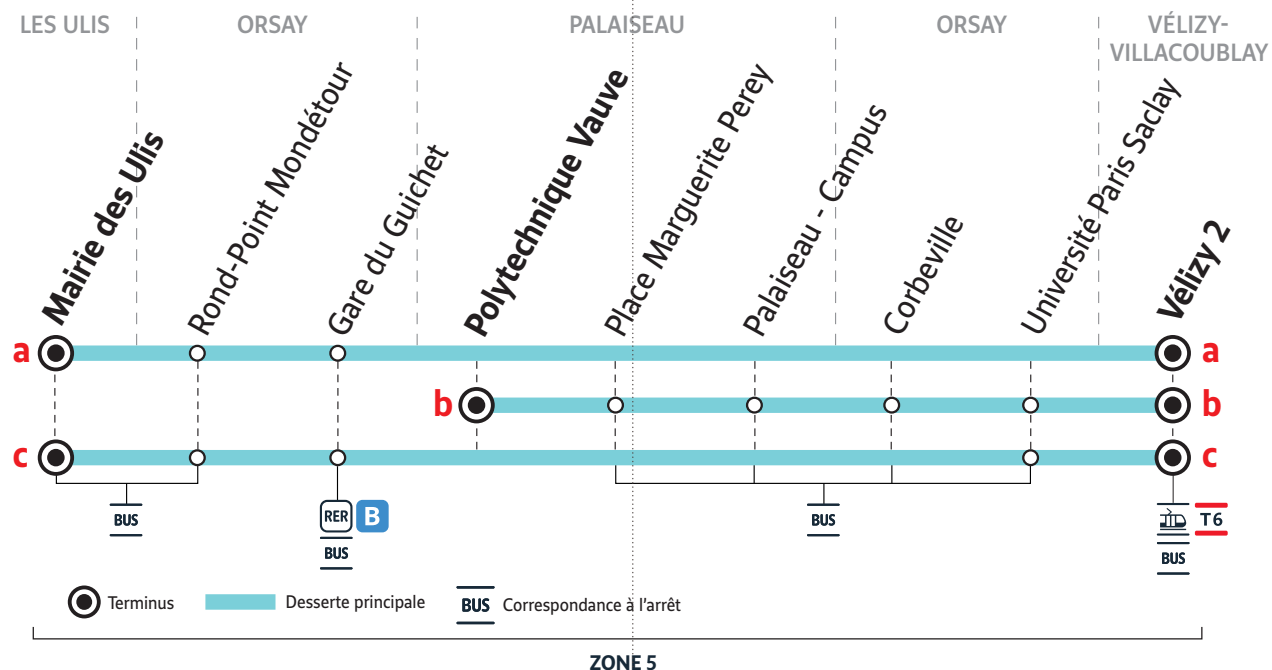 LES ULIS
ORSAY
PALAISEAU
ORSAY
VÉLIZY-
VILLACOUBLAY
Mairie des Ulis
Rond-Point Mondétour
Gare du Guichet
Polytechnique Vauve
Place Marguerite Perey
Palaiseau - Campus
Corbeville
Université Paris Saclay
Vélizy 2
a
a
b
b
c
c
BUS
RER B
BUS
BUS
T6
BUS
Terminus
Desserte principale
BUS Correspondance à l'arrêt
ZONE 5